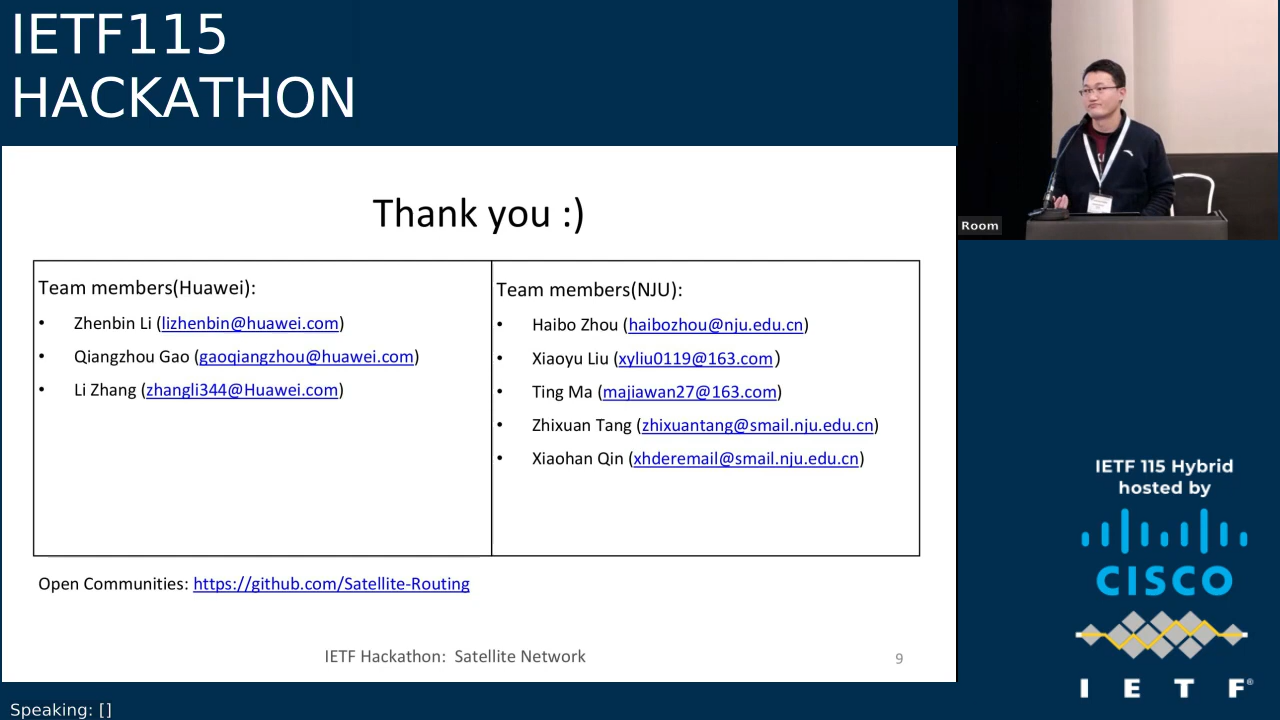 IETF115
HACKATHON
Thank you :)
Team members(Huawei):
• Zhenbin Li (lizhenbin@huawei.com)
• Qiangzhou Gao (gaoqiangzhou@huawei.com)
• Li Zhang (zhangli344@Huawei.com)
Team members(NJU):
• Haibo Zhou (haibozhou@nju.edu.cn)
• Xiaoyu Liu (xyliu0119@163.com)
• Ting Ma (majiawan27@163.com)
• Zhixuan Tang (zhixuantang@smail.nju.edu.cn)
• Xiaohan Qin (xhderemail@smail.nju.edu.cn)
Open Communities: https://github.com/Satellite-Routing
IETF Hackathon: Satellite Network
9
Room
IETF 115 Hybrid
hosted by
CISCO
I E T F®
Speaking: []